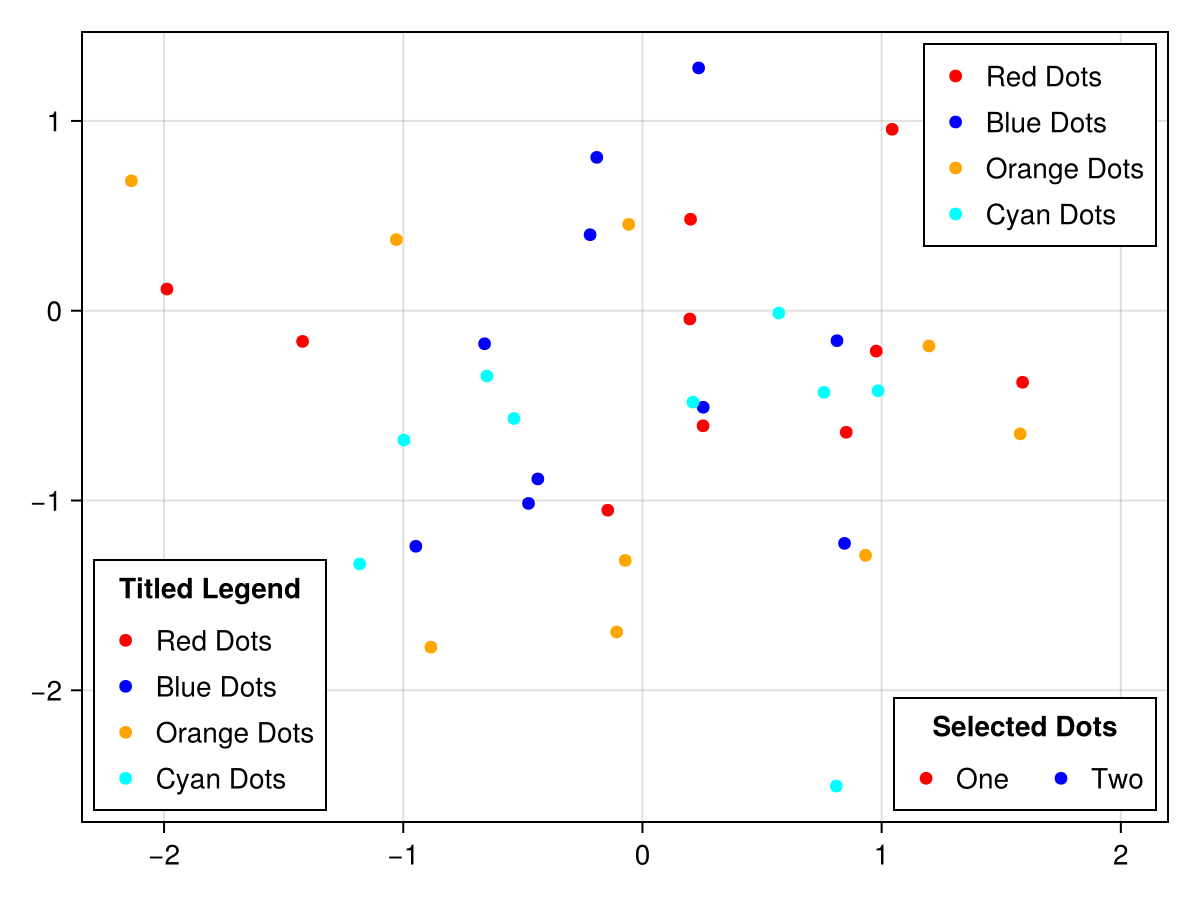 Red Dots
Blue Dots
Orange Dots
Cyan Dots
1
0
−1
−2
Titled Legend
Red Dots
Blue Dots
Orange Dots
Cyan Dots
Selected Dots
One Two
−2 −1 0 1 2